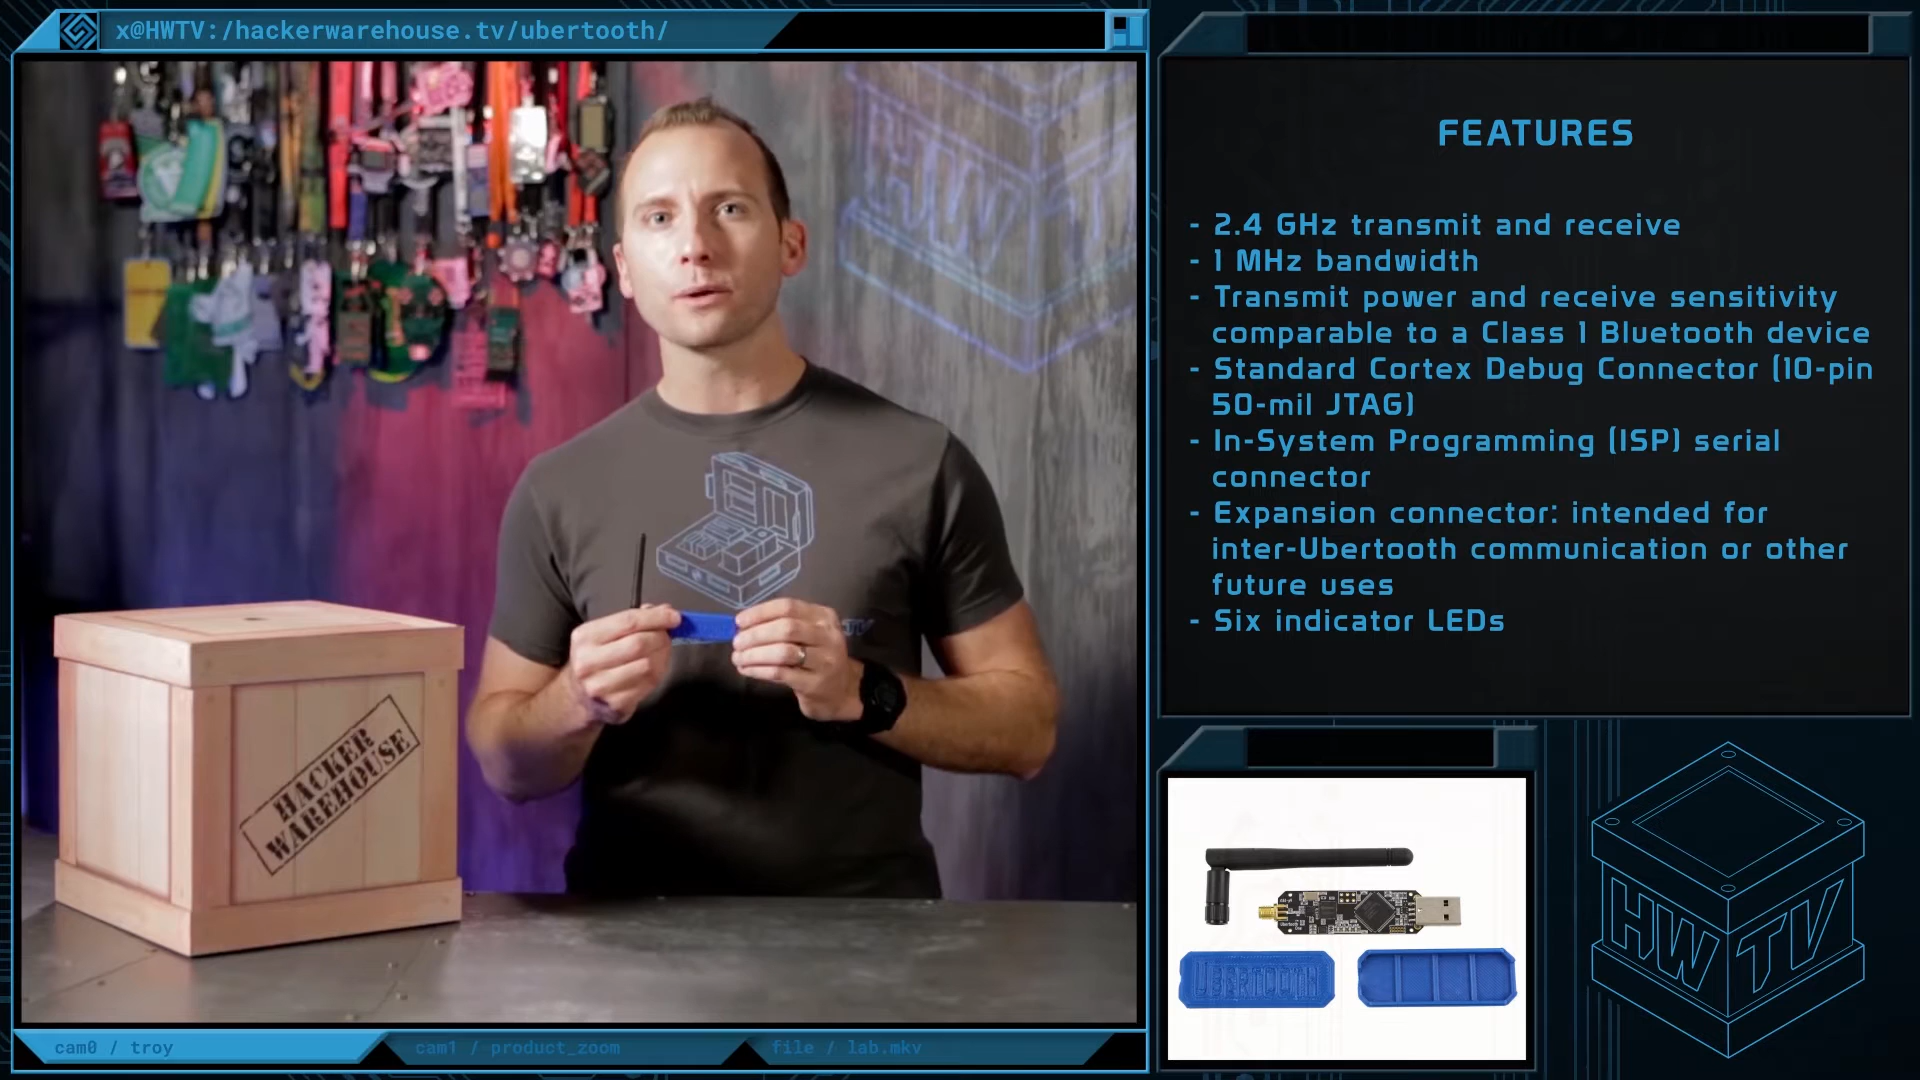 x@HWTV:/hackerwarehouse.tv/ubertooth/
HWTV
HACKER
WAREHOUSE
TV
cam0 / troy
cam1 / product_zoom
file / lab.mkv
FEATURES
- 2.4 GHz transmit and receive
- 1 MHz bandwidth
- Transmit power and receive sensitivity
comparable to a Class 1 Bluetooth device
- Standard Cortex Debug Connector (10-pin
50-mil JTAG)
- In-System Programming (ISP) serial
connector
- Expansion connector: intended for
inter-Ubertooth communication or other
future uses
- Six indicator LEDs
UBERTOOTH
HW TV